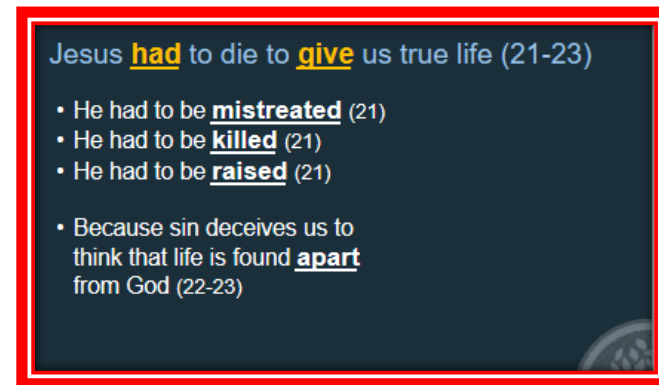 Jesus had to die to give us true life (21-23)
• He had to be mistreated (21)
• He had to be killed (21)
• He had to be raised (21)
• Because sin deceives us to
think that life is found apart
from God (22-23)